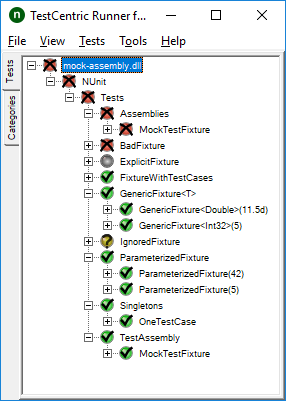 TestCentric Runner f...
File View Tests Tools Help
Tests
Categories
mock-assembly.dll
NUnit
Tests
Assemblies
MockTestFixture
BadFixture
ExplicitFixture
FixtureWithTestCases
GenericFixture<T>
GenericFixture<Double>(11.5d)
GenericFixture<Int32>(5)
IgnoredFixture
ParameterizedFixture
ParameterizedFixture(42)
ParameterizedFixture(5)
Singletons
OneTestCase
TestAssembly
MockTestFixture